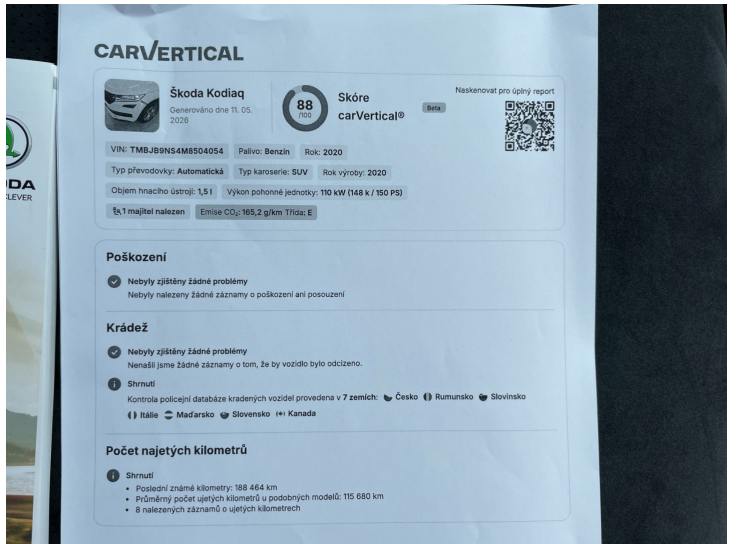 CARVERTICAL
Škoda Kodiaq
Generováno dne 11. 05.
2026
88
/100
Skóre
carVertical®
Beta
Naskenovat pro úplný report
VIN: TMBJB9NS4M8504054
Palivo: Benzín
Rok: 2020
Typ převodovky: Automatická
Typ karoserie: SUV
Rok výroby: 2020
Objem hnacího ústrojí: 1,5 l
Výkon pohonné jednotky: 110 kW (148 k / 150 PS)
1 majitel nalezen
Emise CO₂: 165,2 g/km Třída: E
DA
CLEVER
Poškození
Nebyly zjištěny žádné problémy
Nebyly nalezeny žádné záznamy o poškození ani posouzení
Krádež
Nebyly zjištěny žádné problémy
Nenašli jsme žádné záznamy o tom, že by vozidlo bylo odcizeno.
Shrnutí
Kontrola policejní databáze kradených vozidel provedena v 7 zemích: Česko Rumunsko Slovinsko
Itálie Maďarsko Slovensko Kanada
Počet najetých kilometrů
Shrnutí
• Poslední známé kilometry: 188 464 km
• Průměrný počet ujetých kilometrů u podobných modelů: 115 680 km
• 8 nalezených záznamů o ujetých kilometrech